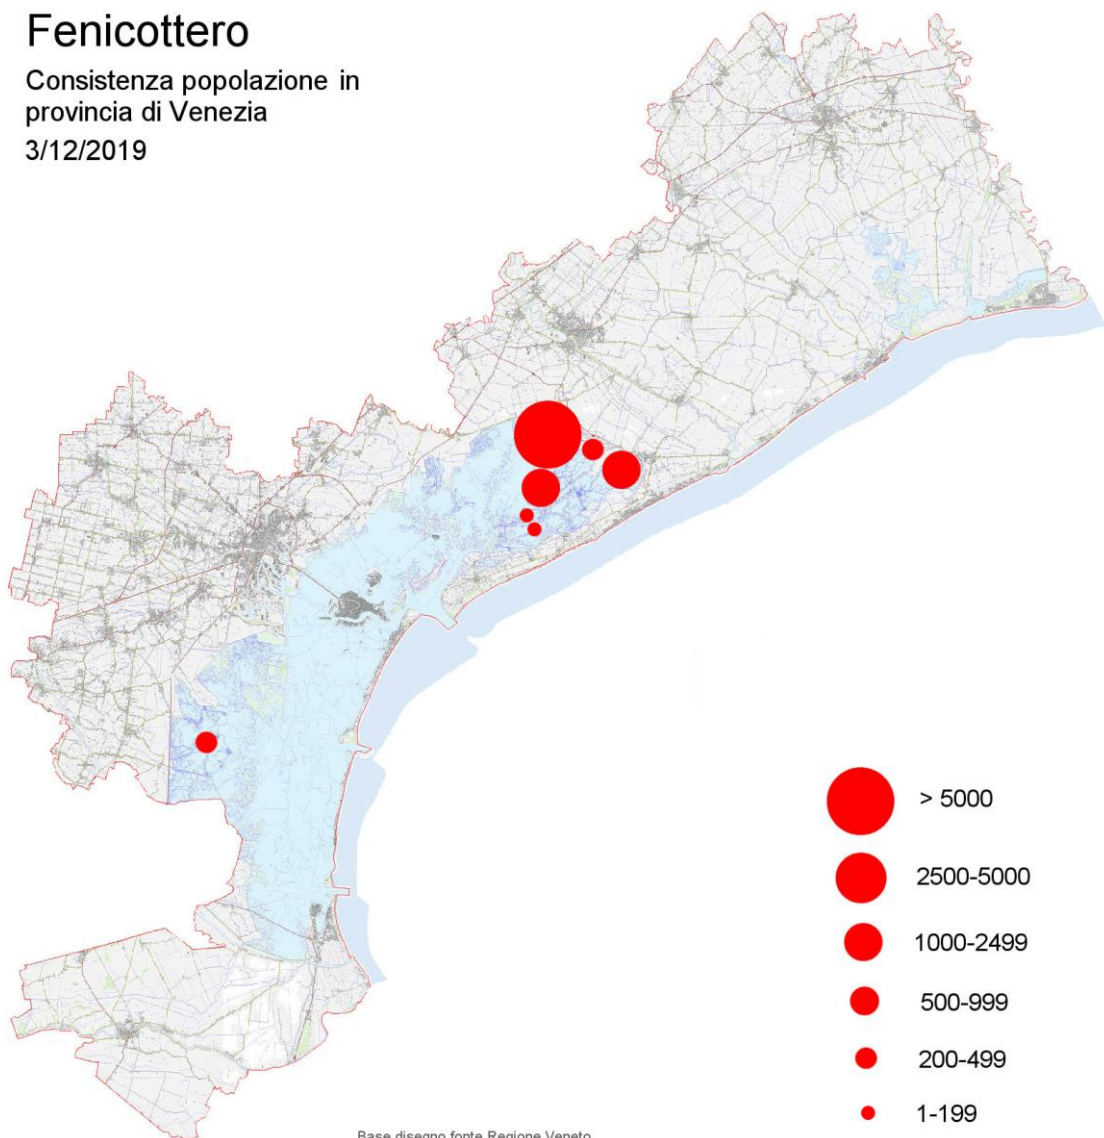 Fenicottero
Consistenza popolazione in
provincia di Venezia
3/12/2019
> 5000
2500-5000
1000-2499
500-999
200-499
1-199
Base disegno fonte Regione Veneto